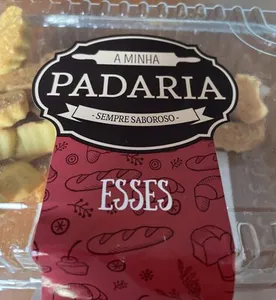 A MINHA
PADARIA
- SEMPRE SABOROSO -
ESSES